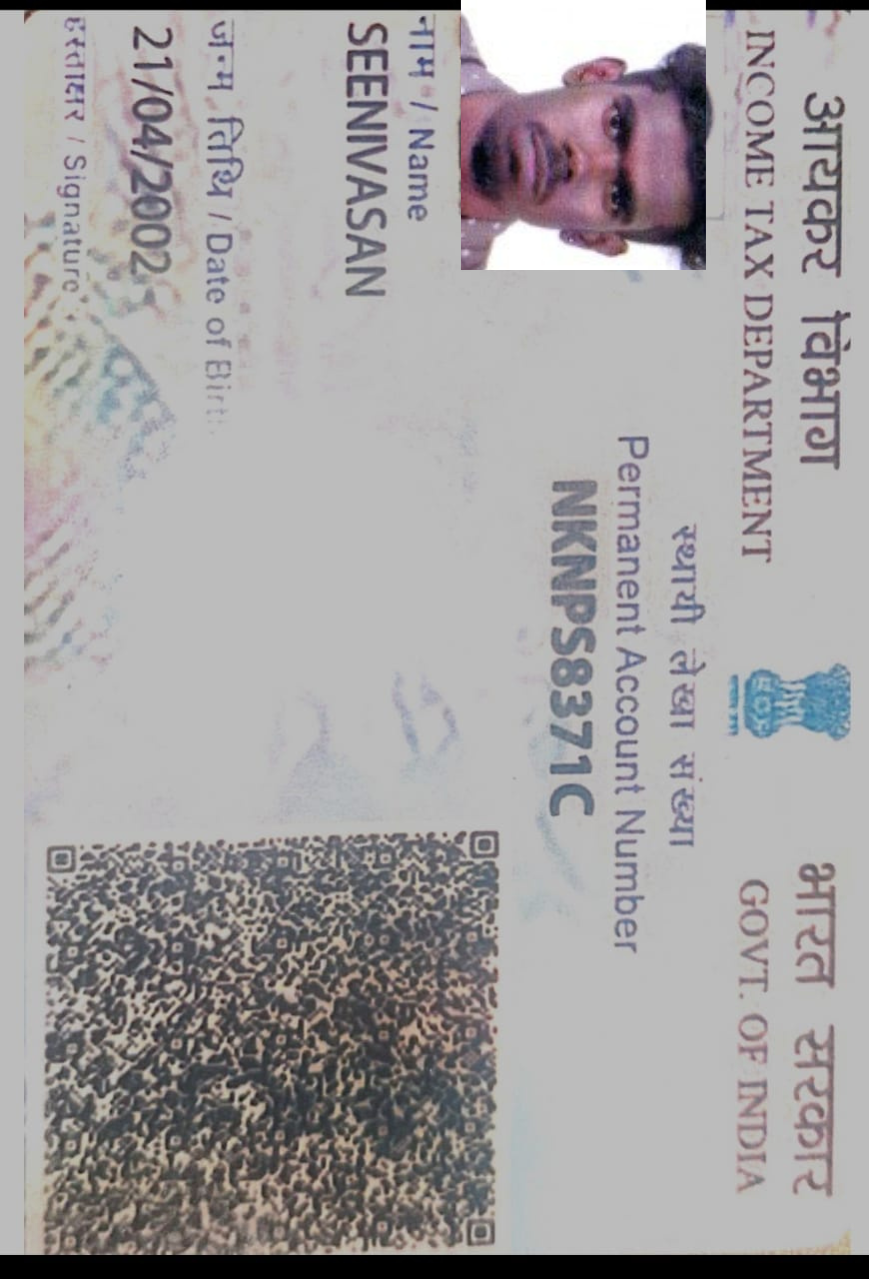 आयकर विभाग
INCOME TAX DEPARTMENT
भारत सरकार
GOVT. OF INDIA
स्थायी लेखा संख्या
Permanent Account Number
NKNPS8371C
नाम / Name
SEENIVASAN
जन्म तिथि / Date of Birth
21/04/2002
हस्ताक्षर / Signature